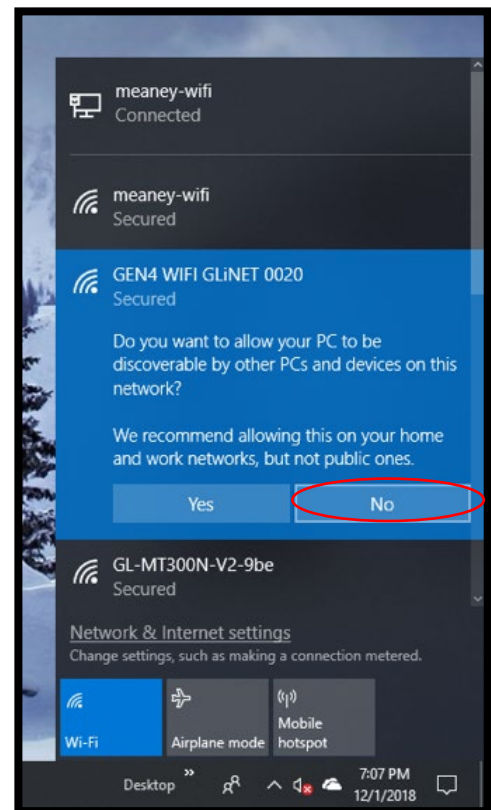 meaney-wifi
Connected
meaney-wifi
Secured
GEN4 WIFI GLiNET 0020
Secured
Do you want to allow your PC to be
discoverable by other PCs and devices on this
network?
We recommend allowing this on your home
and work networks, but not public ones.
Yes No
GL-MT300N-V2-9be
Secured
Network & Internet settings
Change settings, such as making a connection metered.
Wi-Fi Airplane mode Mobile
hotspot
Desktop » 7:07 PM
12/1/2018